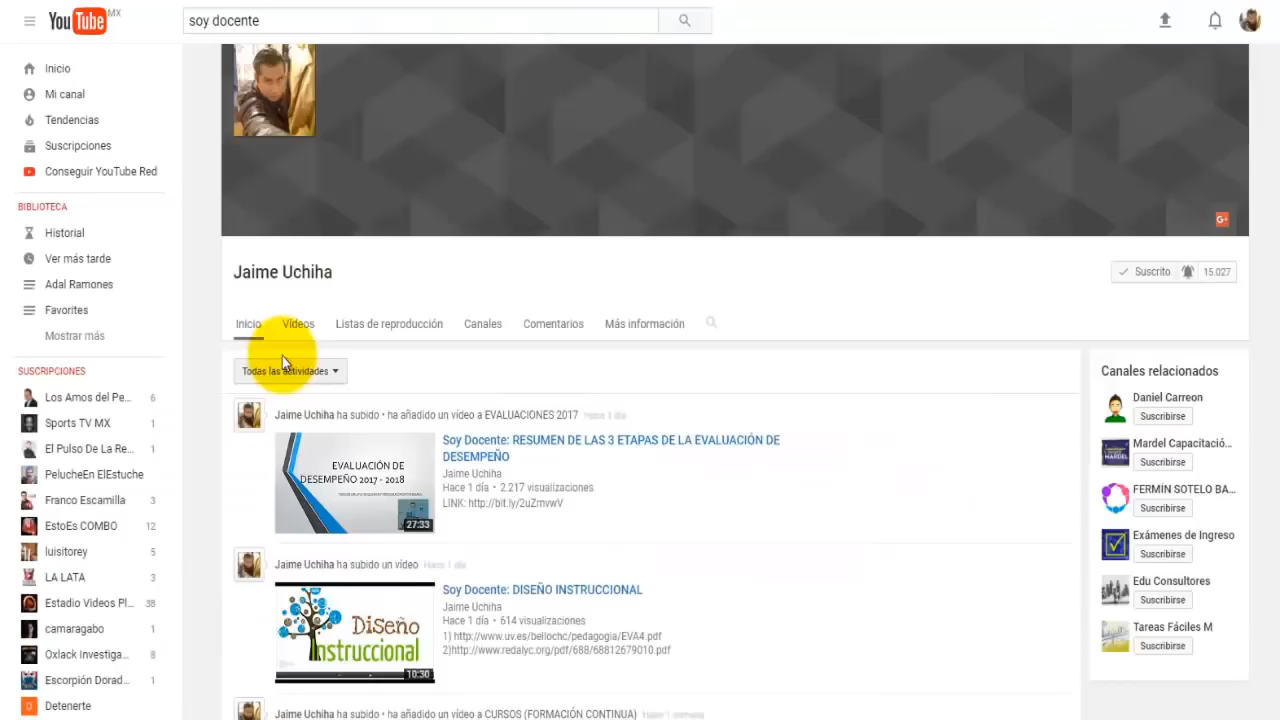 YouTube MX
soy docente
Inicio
Mi canal
Tendencias
Suscripciones
Conseguir YouTube Red
BIBLIOTECA
Historial
Ver más tarde
Adal Ramones
Favorites
Mostrar más
SUSCRIPCIONES
Los Amos del Pe... 6
Sports TV MX 1
El Pulso De La Re... 1
PelucheEn ElEstuche
Franco Escamilla 3
EstoEs COMBO 12
luisitorey 5
LA LATA 3
Estadio Videos Pl... 38
camaragabo 1
Oxlack Investiga... 8
Escorpión Dorad... 1
D Detenerte
G+
Jaime Uchiha
Suscrito 15.027
Inicio Vídeos Listas de reproducción Canales Comentarios Más información
Todas las actividades
Jaime Uchiha ha subido • ha añadido un vídeo a EVALUACIONES 2017 Hace 1 día
EVALUACIÓN DE
DESEMPEÑO 2017 - 2018
27:33
Soy Docente: RESUMEN DE LAS 3 ETAPAS DE LA EVALUACIÓN DE
DESEMPEÑO
Jaime Uchiha
Hace 1 día • 2.217 visualizaciones
LINK: http://bit.ly/2uZmvwV
Jaime Uchiha ha subido un vídeo Hace 1 día
Diseño
Instruccional
10:30
Soy Docente: DISEÑO INSTRUCCIONAL
Jaime Uchiha
Hace 1 día • 614 visualizaciones
1) http://www.uv.es/bellochc/pedagogia/EVA4.pdf
2)http://www.redalyc.org/pdf/688/68812679010.pdf
Jaime Uchiha ha subido • ha añadido un vídeo a CURSOS (FORMACIÓN CONTINUA) Hace 1 semana
Canales relacionados
Daniel Carreon
Suscribirse
Mardel Capacitació...
Suscribirse
FERMÍN SOTELO BA...
Suscribirse
Exámenes de Ingreso
Suscribirse
Edu Consultores
Suscribirse
Tareas Fáciles M
Suscribirse